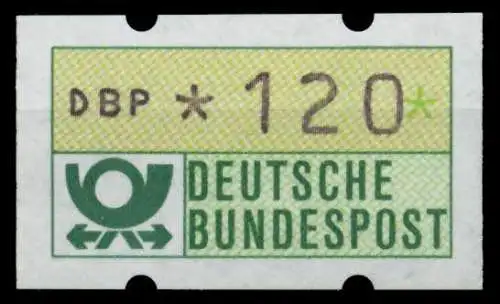 DBP *120*
DEUTSCHE
BUNDESPOST